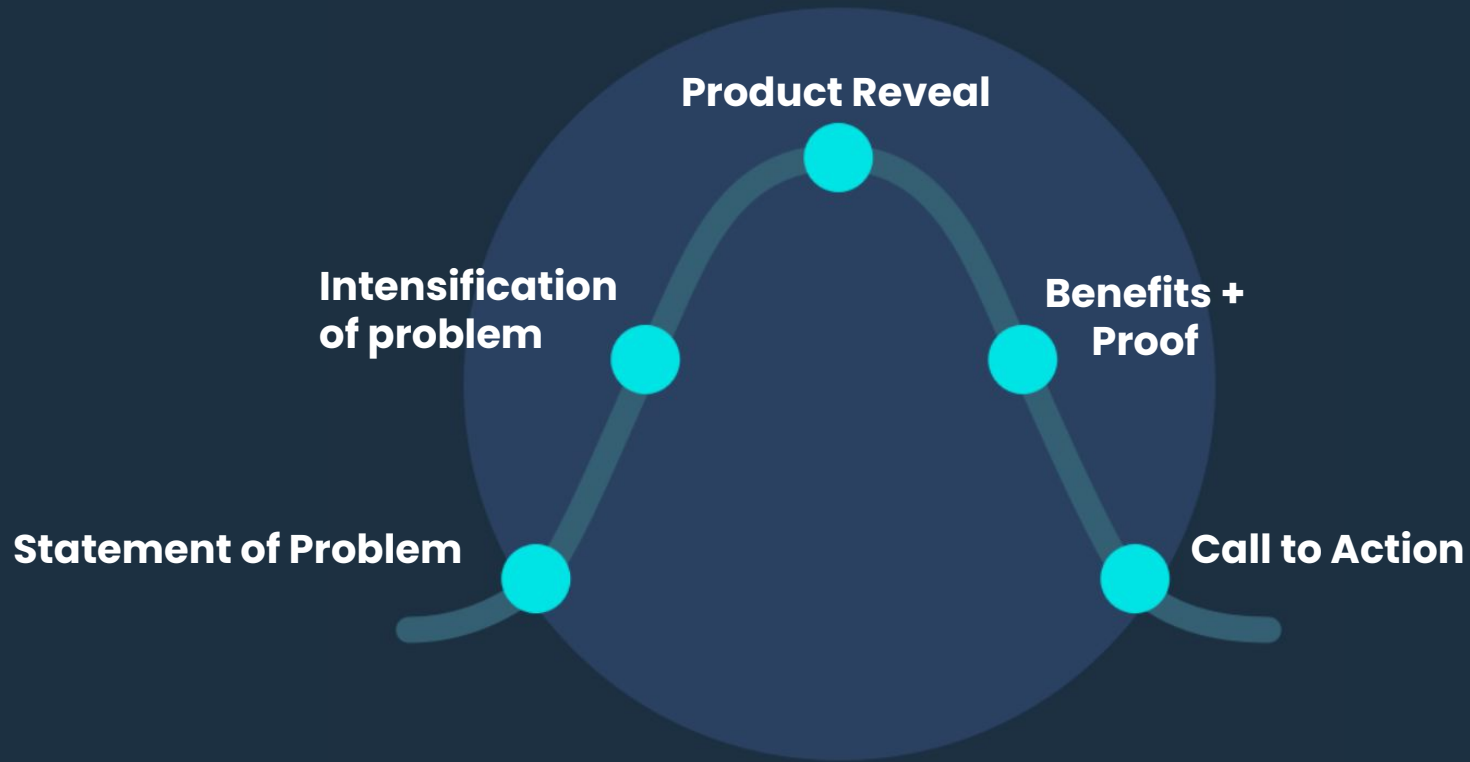 Product Reveal
Intensification
of problem
Benefits +
Proof
Statement of Problem
Call to Action